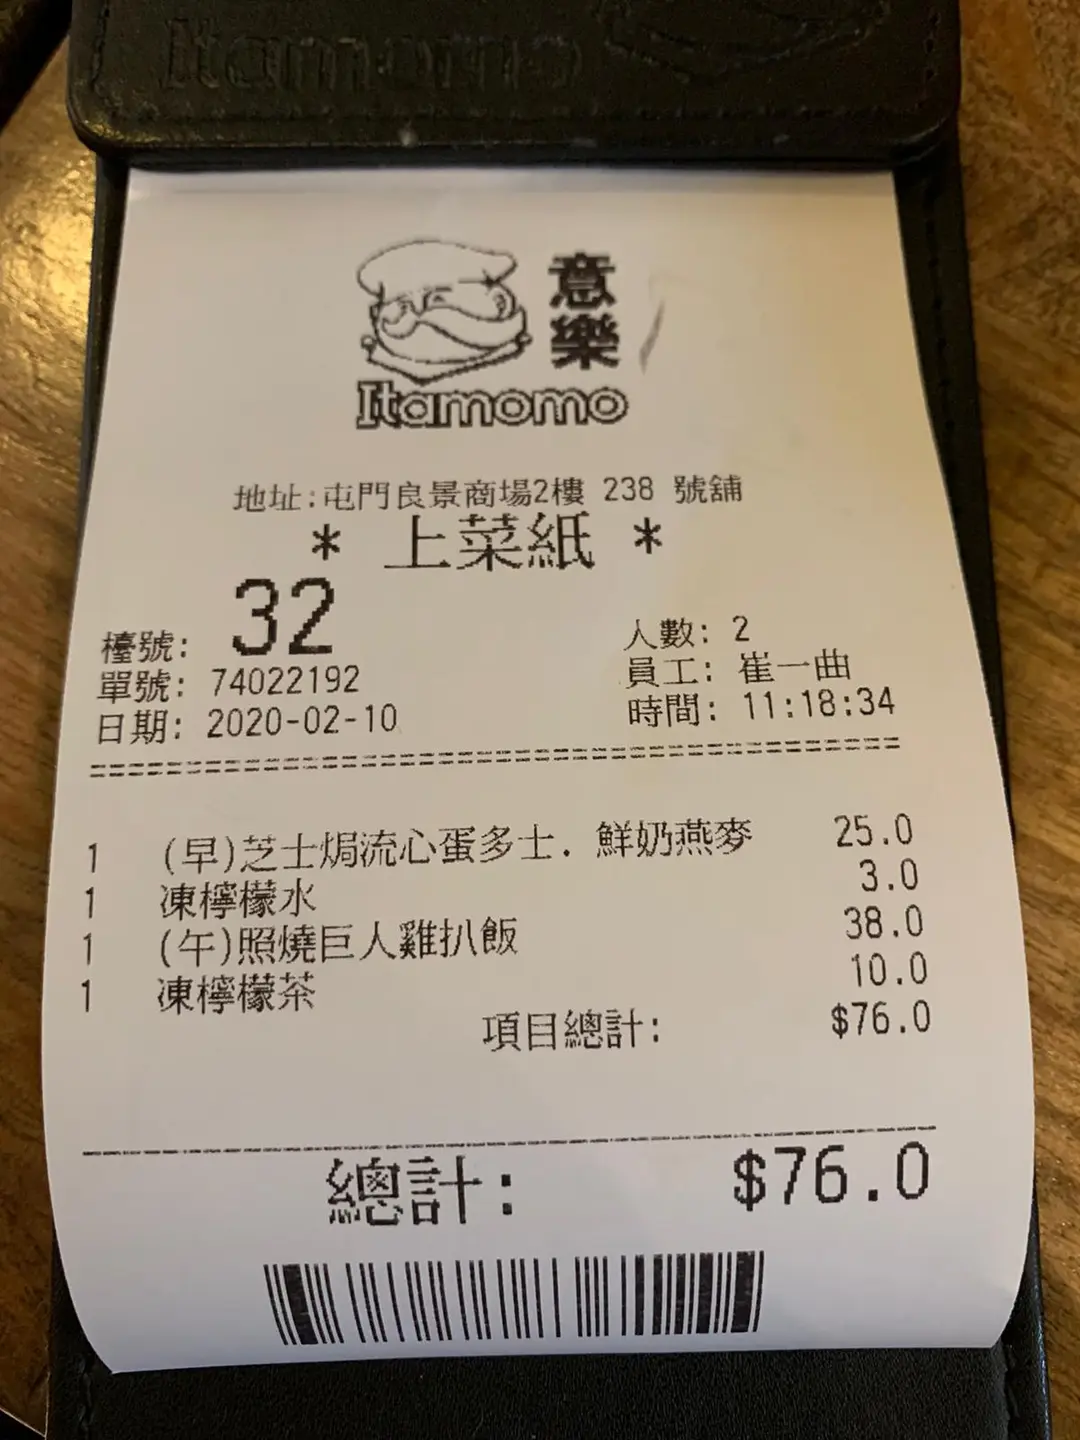 Itamomo
意樂
Itamomo
地址:屯門良景商場2樓 238 號舖
* 上菜紙 *
檯號: 32
人數: 2
單號: 74022192
員工: 崔一曲
日期: 2020-02-10
時間: 11:18:34
1 (早)芝士焗流心蛋多士. 鮮奶燕麥 25.0
1 凍檸檬水 3.0
1 (午)照燒巨人雞扒飯 38.0
1 凍檸檬茶 10.0
項目總計: $76.0
總計: $76.0